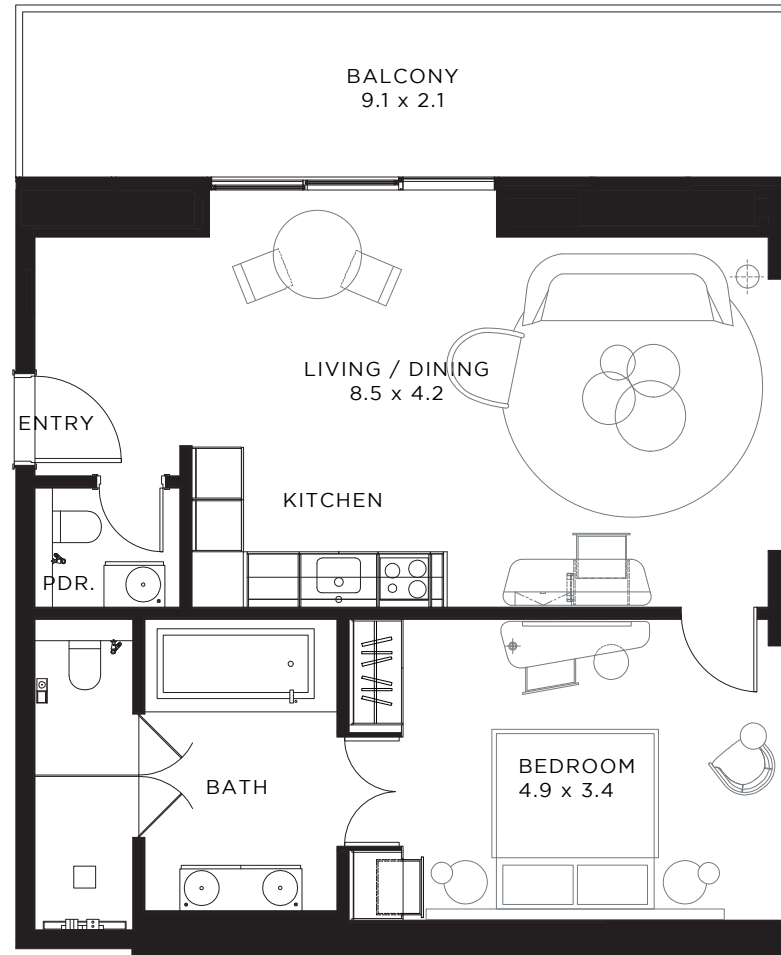 BALCONY
9.1 x 2.1
LIVING / DINING
8.5 x 4.2
ENTRY
KITCHEN
PDR.
BATH
BEDROOM
4.9 x 3.4